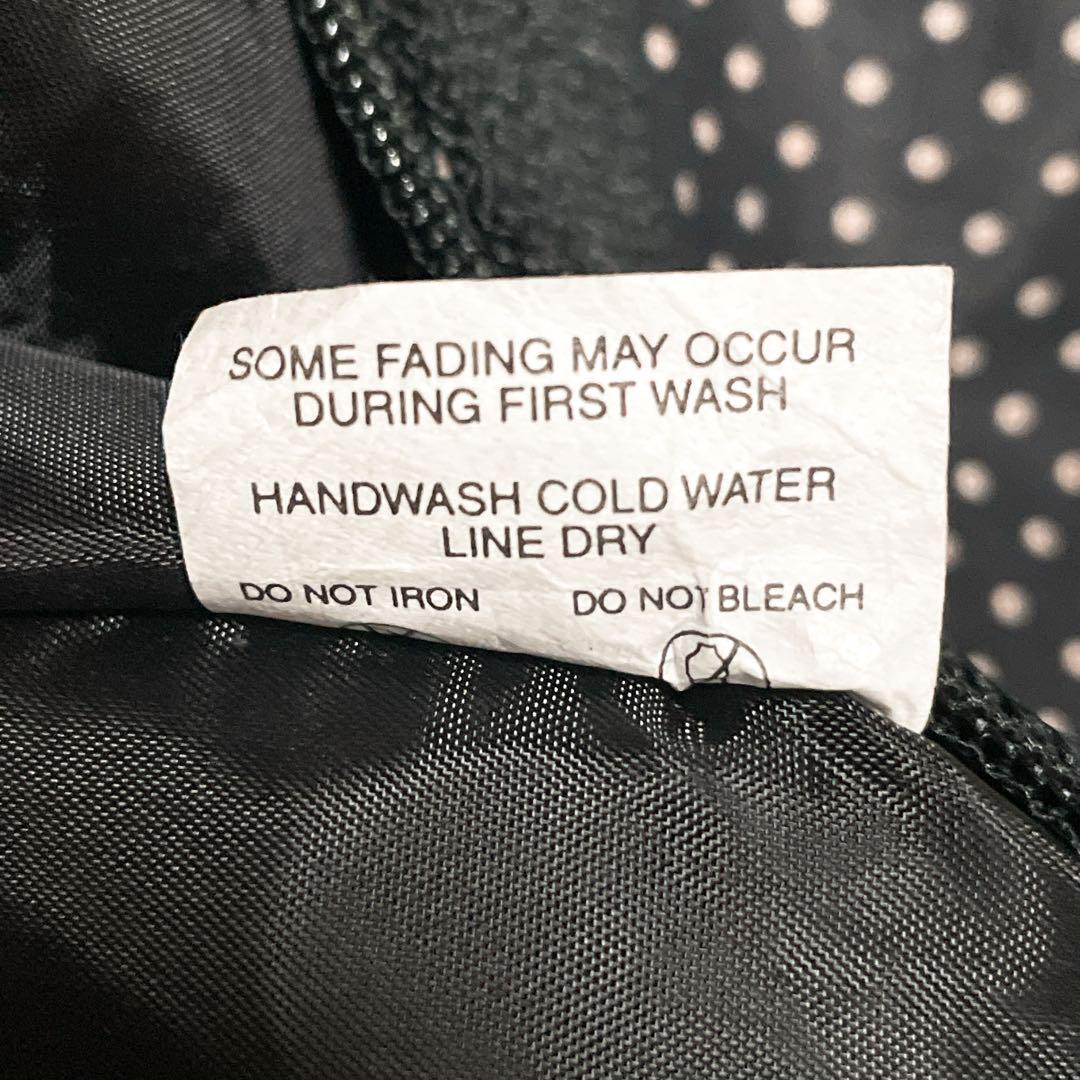 SOME FADING MAY OCCUR
DURING FIRST WASH
HANDWASH COLD WATER
LINE DRY
DO NOT IRON DO NOT BLEACH